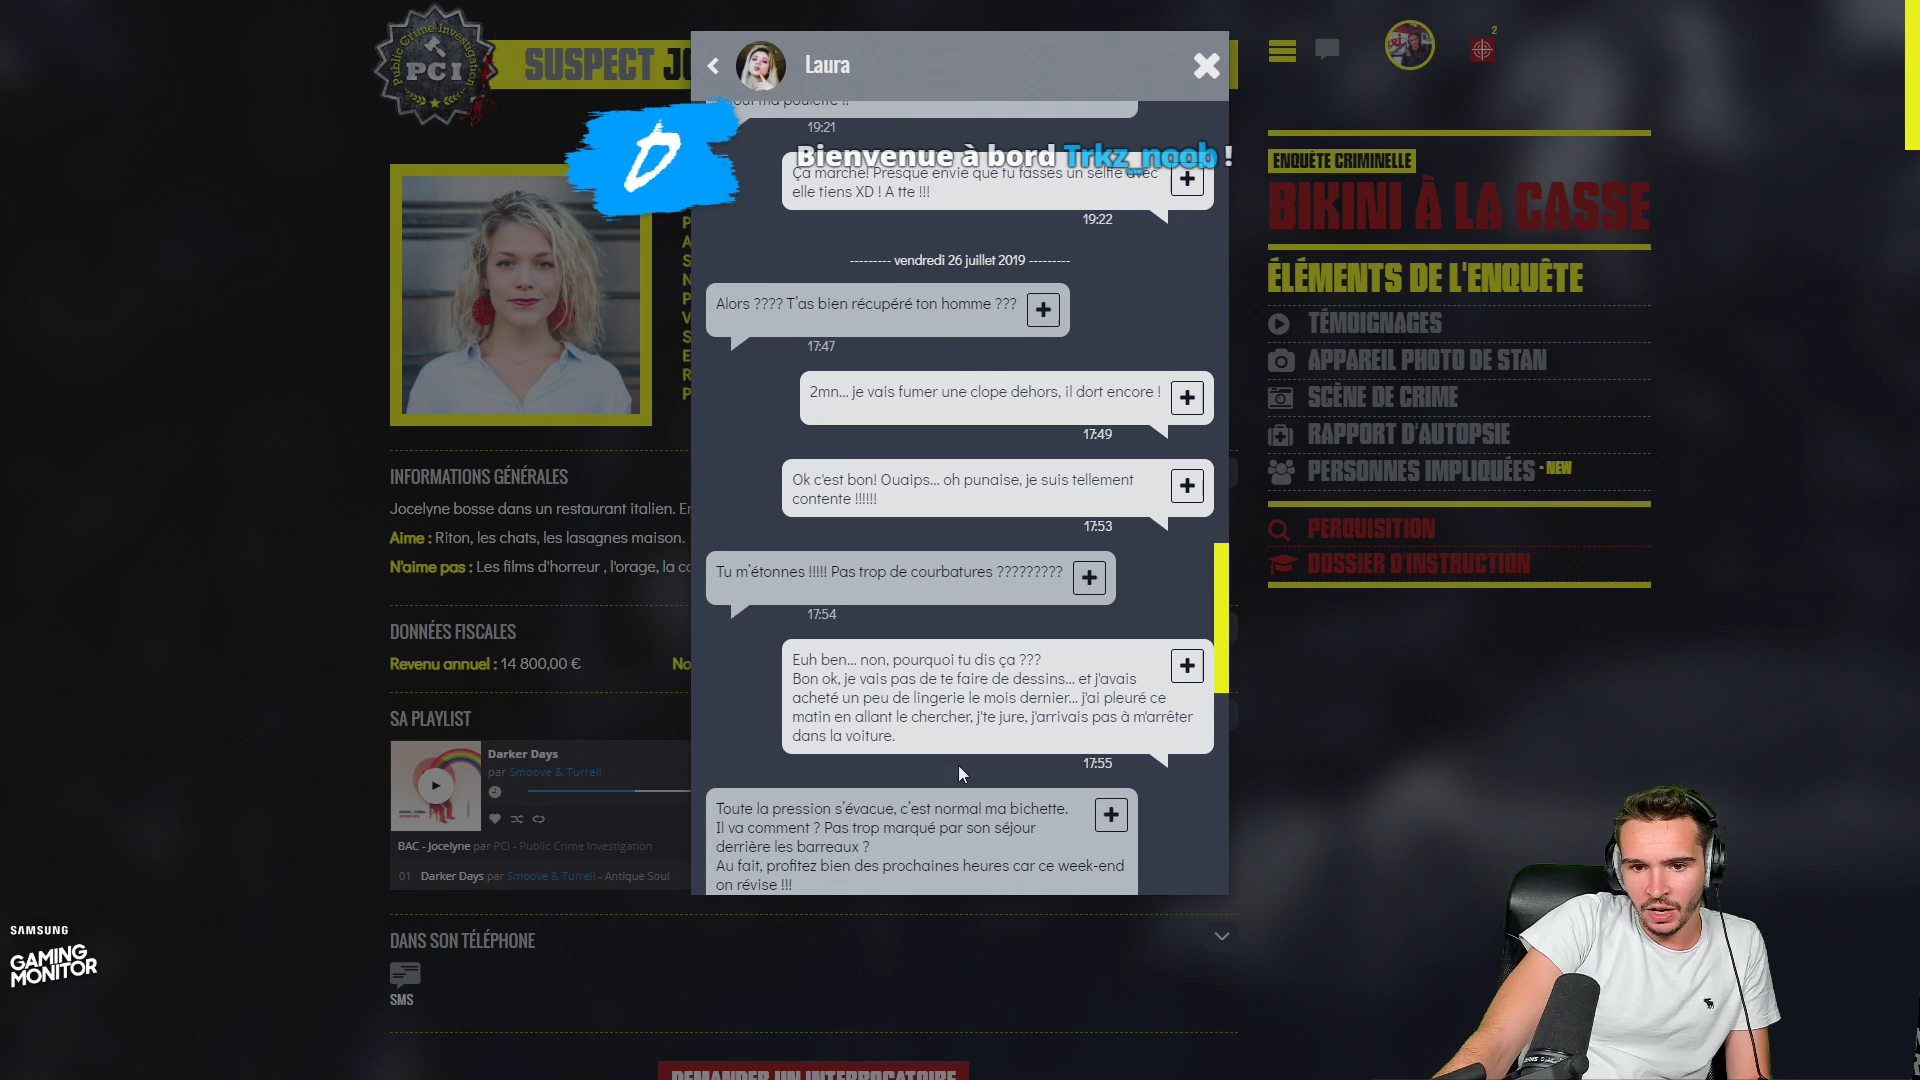 Public Crime Investigation
PCI
SUSPECT JO
Laura
2
19:21
Bienvenue à bord Trkz_noob !
Ça marche! Presque envie que tu fasses un selfie avec
elle tiens XD ! A tte !!!
19:22
--------- vendredi 26 juillet 2019 ---------
Alors ???? T'as bien récupéré ton homme ???
17:47
2mn... je vais fumer une clope dehors, il dort encore !
17:49
Ok c'est bon! Ouaips... oh punaise, je suis tellement
contente !!!!!!
17:53
Tu m'étonnes !!!!! Pas trop de courbatures ?????????
17:54
Euh ben... non, pourquoi tu dis ça ???
Bon ok, je vais pas de te faire de dessins... et j'avais
acheté un peu de lingerie le mois dernier... j'ai pleuré ce
matin en allant le chercher, j'te jure, j'arrivais pas à m'arrêter
dans la voiture.
17:55
Toute la pression s'évacue, c'est normal ma bichette.
Il va comment ? Pas trop marqué par son séjour
derrière les barreaux ?
Au fait, profitez bien des prochaines heures car ce week-end
on révise !!!
P
A
S
N
P
V
S
E
R
P
INFORMATIONS GÉNÉRALES
Jocelyne bosse dans un restaurant italien. En
Aime : Riton, les chats, les lasagnes maison.
N'aime pas : Les films d'horreur , l'orage, la co
DONNÉES FISCALES
Revenu annuel : 14 800,00 €
No
SA PLAYLIST
Darker Days
par Smoove & Turrell
BAC - Jocelyne par PCI - Public Crime Investigation
01 Darker Days par Smoove & Turrell - Antique Soul
DANS SON TÉLÉPHONE
SMS
DEMANDER UN INTERROGATOIRE
ENQUÊTE CRIMINELLE
BIKINI À LA CASSE
ÉLÉMENTS DE L'ENQUÊTE
TÉMOIGNAGES
APPAREIL PHOTO DE STAN
SCÈNE DE CRIME
RAPPORT D'AUTOPSIE
PERSONNES IMPLIQUÉES - NEW
PERQUISITION
DOSSIER D'INSTRUCTION
SAMSUNG
GAMING
MONITOR